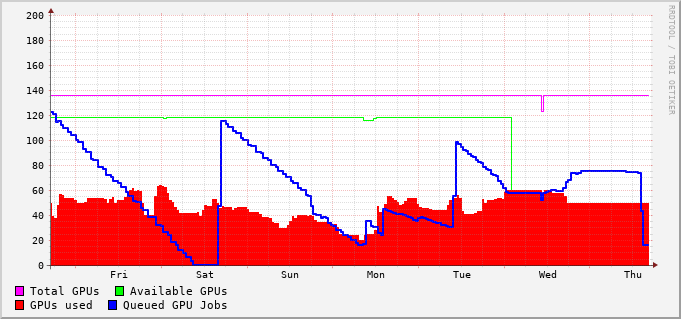 200
180
160
140
120
100
80
60
40
20
0
Fri Sat Sun Mon Tue Wed Thu
Total GPUs Available GPUs
GPUs used Queued GPU Jobs
RRDTOOL / TOBI OETIKER